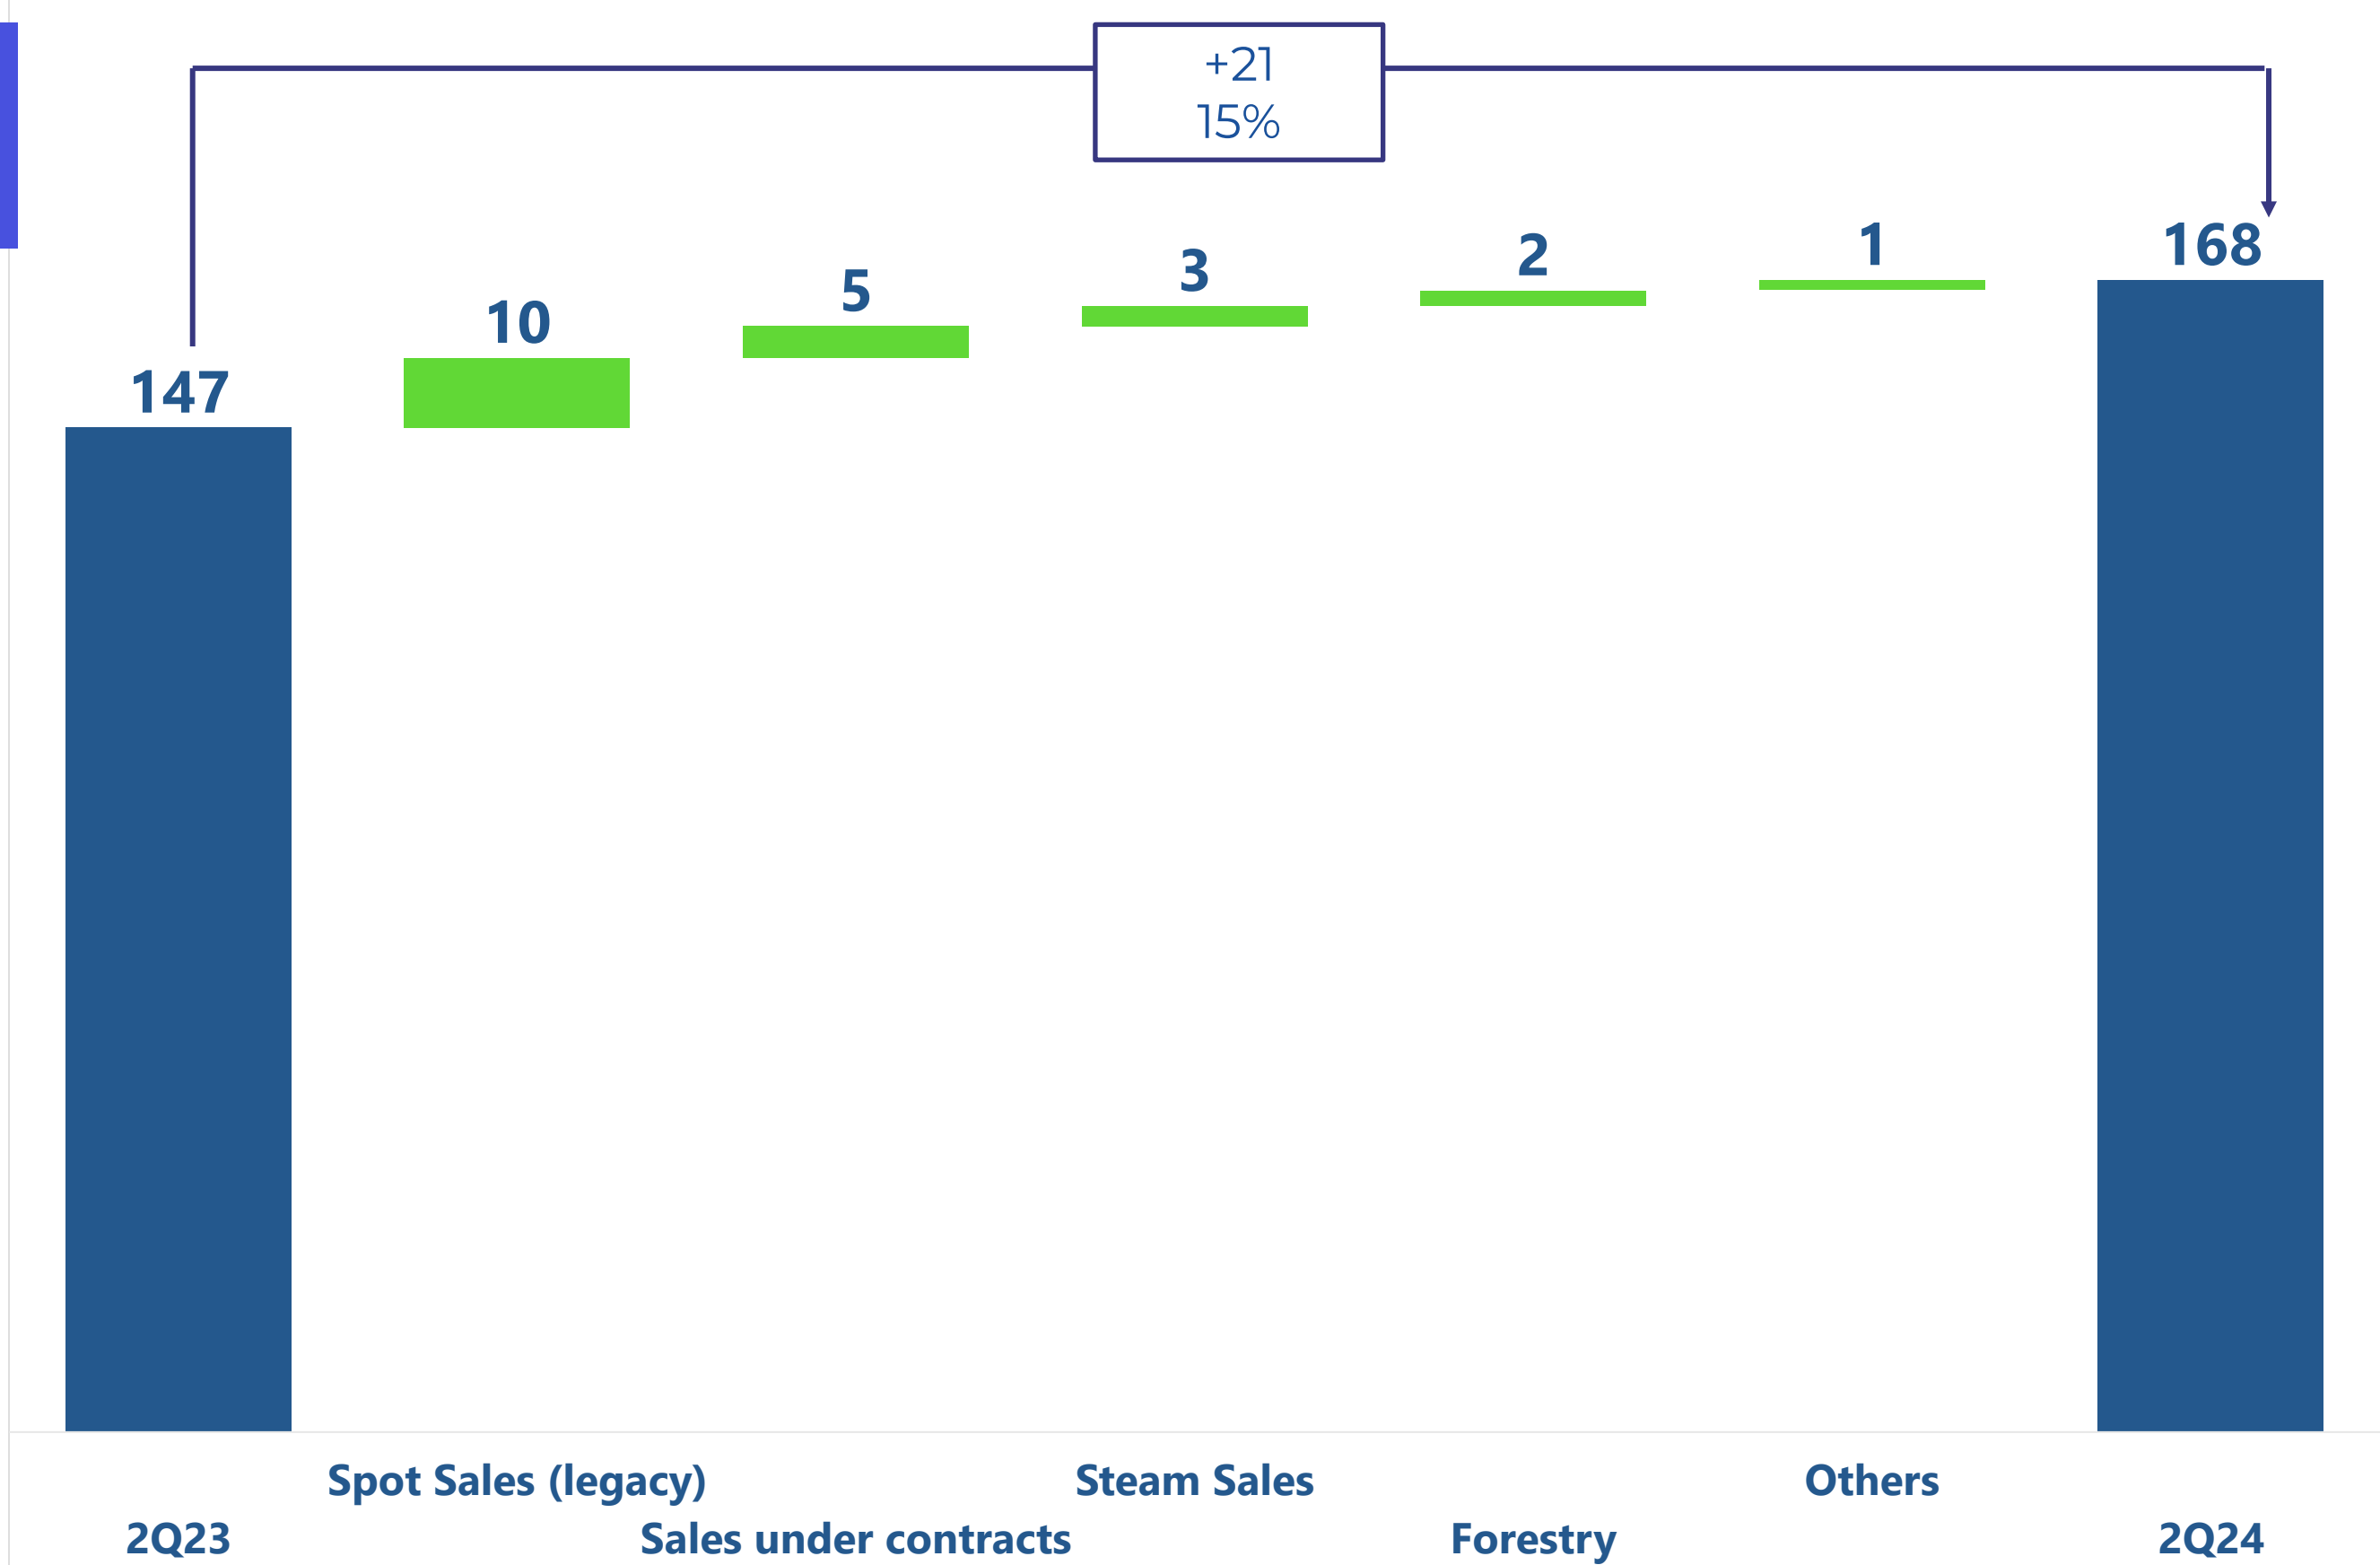 +21
15%
147
10
5
3
2
1
168
Spot Sales (legacy)
Steam Sales
Others
2Q23
Sales under contracts
Forestry
2Q24